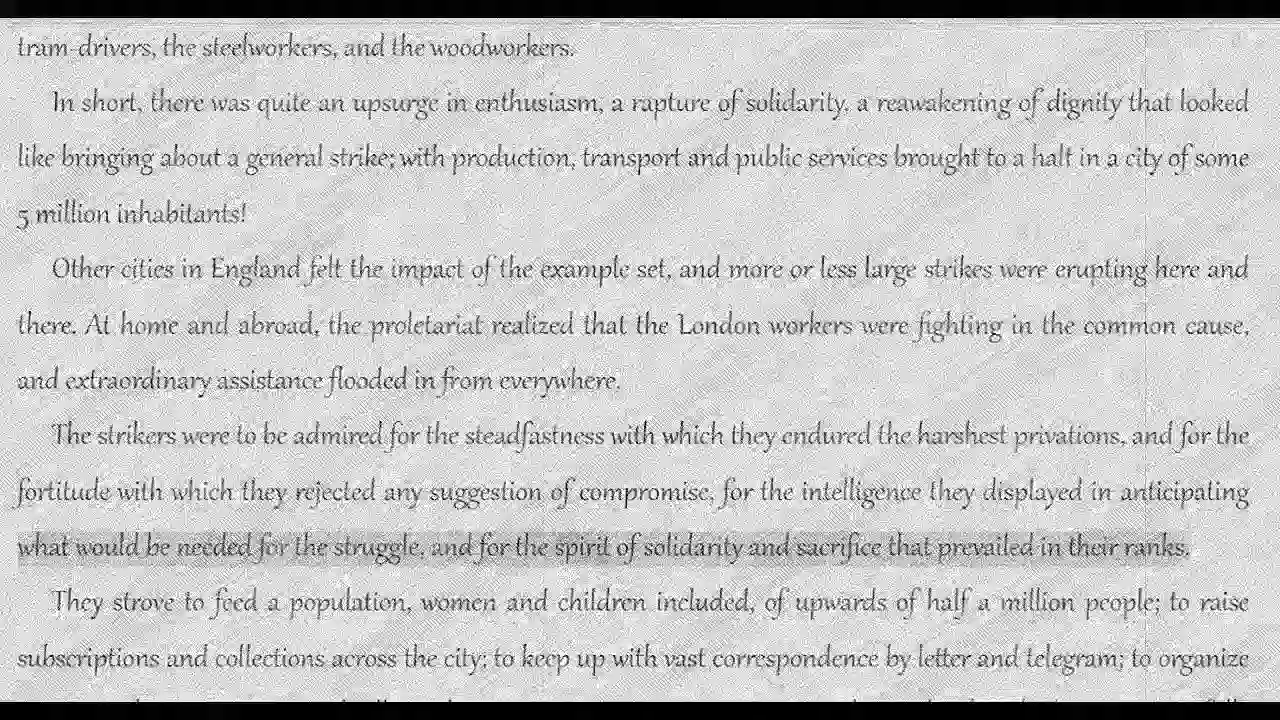 tram-drivers, the steelworkers, and the woodworkers.
In short, there was quite an upsurge in enthusiasm, a rapture of solidarity, a reawakening of dignity that looked
like bringing about a general strike; with production, transport and public services brought to a halt in a city of some
5 million inhabitants!
Other cities in England felt the impact of the example set, and more or less large strikes were erupting here and
there. At home and abroad, the proletariat realized that the London workers were fighting in the common cause,
and extraordinary assistance flooded in from everywhere.
The strikers were to be admired for the steadfastness with which they endured the harshest privations, and for the
fortitude with which they rejected any suggestion of compromise, for the intelligence they displayed in anticipating
what would be needed for the struggle, and for the spirit of solidarity and sacrifice that prevailed in their ranks.
They strove to feed a population, women and children included, of upwards of half a million people; to raise
subscriptions and collections across the city; to keep up with vast correspondence by letter and telegram; to organize